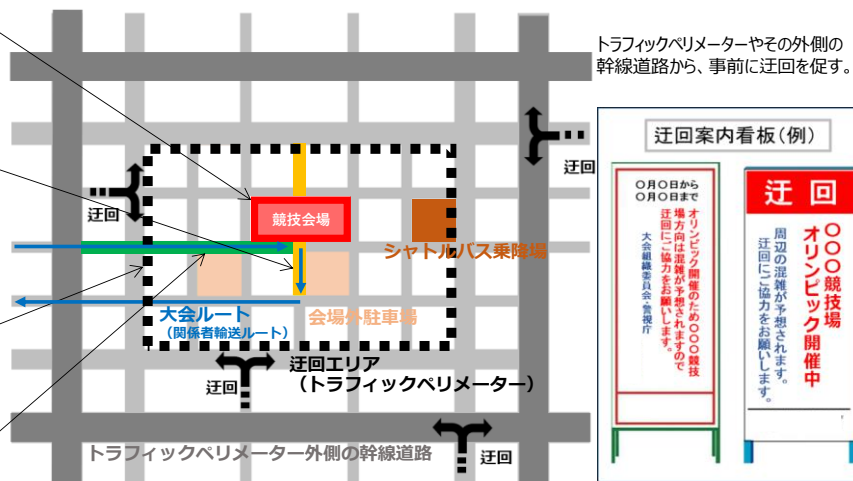 トラフィックペリメーターやその外側の
幹線道路から、事前に迂回を促す。
迂回
迂回
競技会場
シャトルバス乗降場
大会ルート
(関係者輸送ルート)
会場外駐車場
迂回エリア
(トラフィックペリメーター)
迂回
トラフィックペリメーター外側の幹線道路
迂回
迂回案内看板(例)
〇月〇日から
〇月〇日まで
オリンピック開催のため〇〇〇競技
場方向は混雑が予想されますので
迂回にご協力をお願いします。
大会組織委員会・警視庁
迂回
〇〇〇競技場
オリンピック開催中
周辺の混雑が予想されます。
迂回にご協力をお願いします。